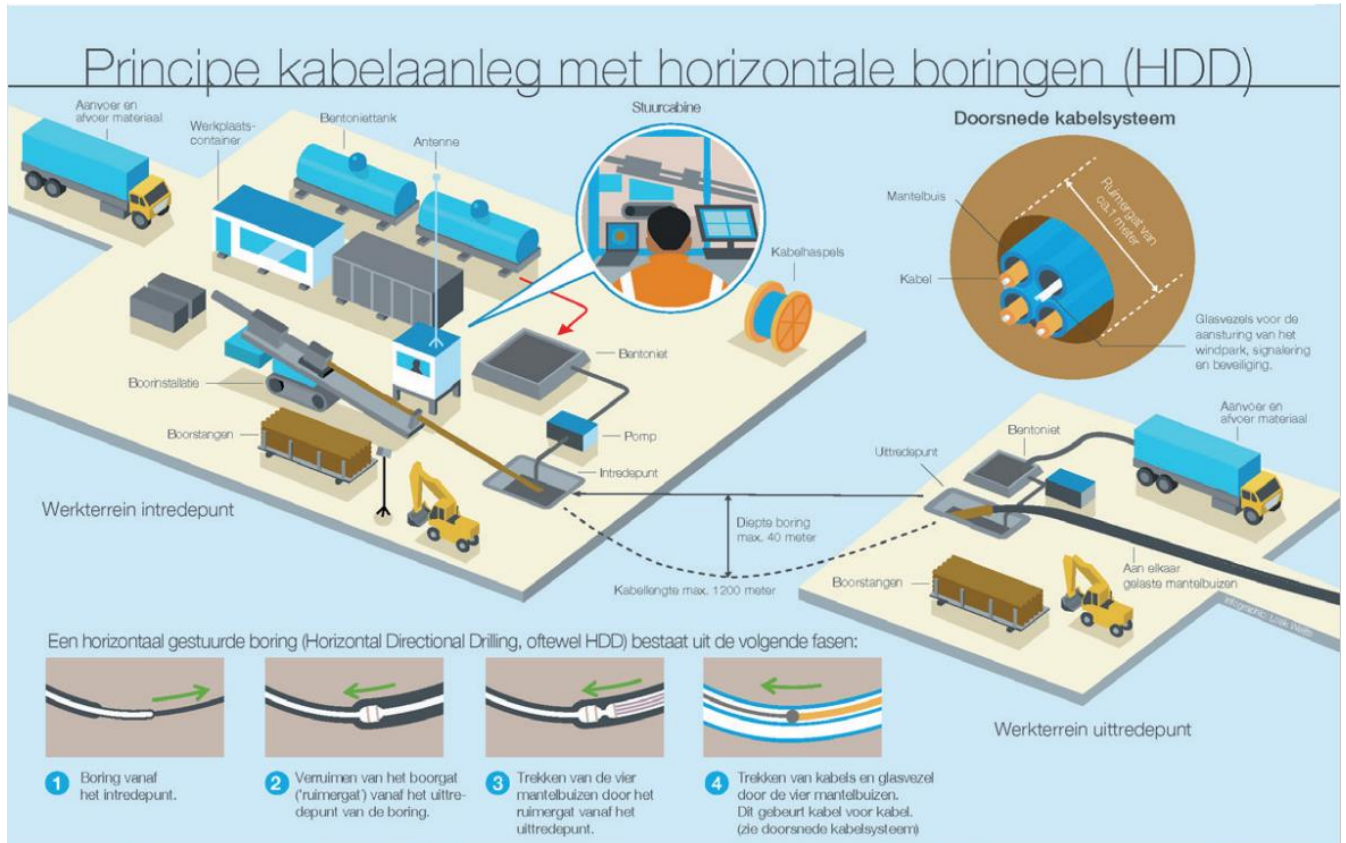 Principe kabelaanleg met horizontale boringen (HDD)
Aanvoer en
afvoer materiaal
Werkplaats-
container
Bentoniettank
Antenne
Stuurcabine
Doorsnede kabelsysteem
Mantelbuis
Kabel
Ruimergat van
ca.1 meter
Glasvezels voor de
aansturing van het
windpark, signalering
en beveiliging.
Kabelhaspels
Bentoniet
Boorinstallatie
Boorstangen
Pomp
Intredepunt
Werkterrein intredepunt
Diepte boring
max. 40 meter
Kabellengte max. 1200 meter
Uittredepunt
Bentoniet
Aanvoer en
afvoer materiaal
Boorstangen
Aan elkaar
gelaste mantelbuizen
Infographic: Loek Weijts
Werkterrein uittredepunt
Een horizontaal gestuurde boring (Horizontal Directional Drilling, oftewel HDD) bestaat uit de volgende fasen:
1 Boring vanaf
het intredepunt.
2 Verruimen van het boorgat
('ruimergat') vanaf het uittre-
depunt van de boring.
3 Trekken van de vier
mantelbuizen door het
ruimergat vanaf het
uittredepunt.
4 Trekken van kabels en glasvezel
door de vier mantelbuizen.
Dit gebeurt kabel voor kabel.
(zie doorsnede kabelsysteem)